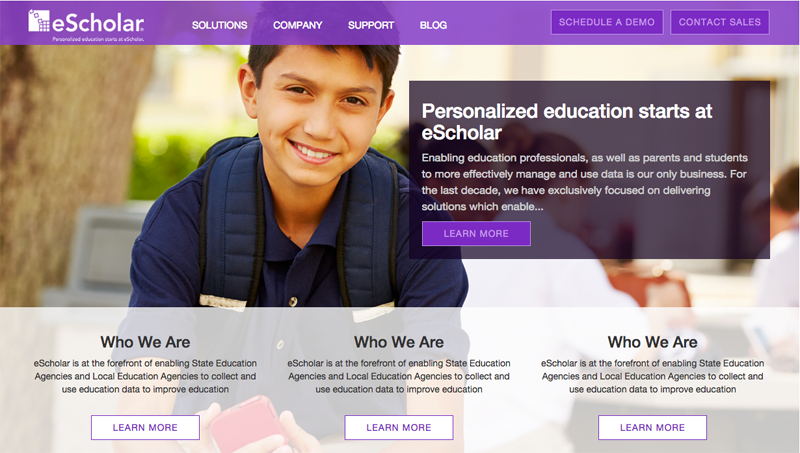 eScholar
Personalized education starts at eScholar.
SOLUTIONS COMPANY SUPPORT BLOG
SCHEDULE A DEMO CONTACT SALES
Personalized education starts at
eScholar
Enabling education professionals, as well as parents and students
to more effectively manage and use data is our only business. For
the last decade, we have exclusively focused on delivering
solutions which enable...
LEARN MORE
Who We Are
eScholar is at the forefront of enabling State Education
Agencies and Local Education Agencies to collect and
use education data to improve education
LEARN MORE
Who We Are
eScholar is at the forefront of enabling State Education
Agencies and Local Education Agencies to collect and
use education data to improve education
LEARN MORE
Who We Are
eScholar is at the forefront of enabling State Education
Agencies and Local Education Agencies to collect and
use education data to improve education
LEARN MORE